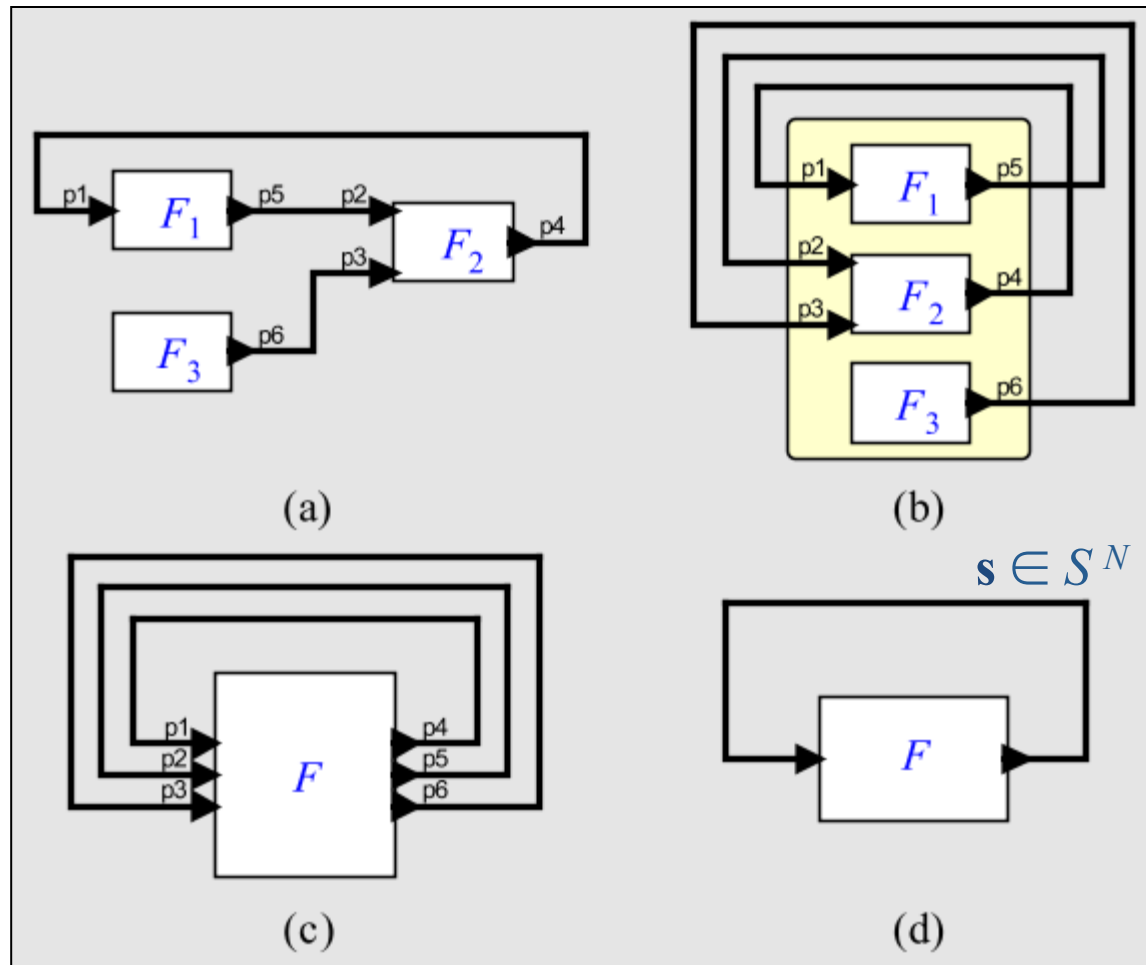 p1 F1 p5 p2 p3 F2 p4
F3 p6
(a)
p1 F1 p5
p2 F2 p4
p3
F3 p6
(b)
p1 p4
p2 F p5
p3 p6
(c)
s ∈ S^N
F
(d)